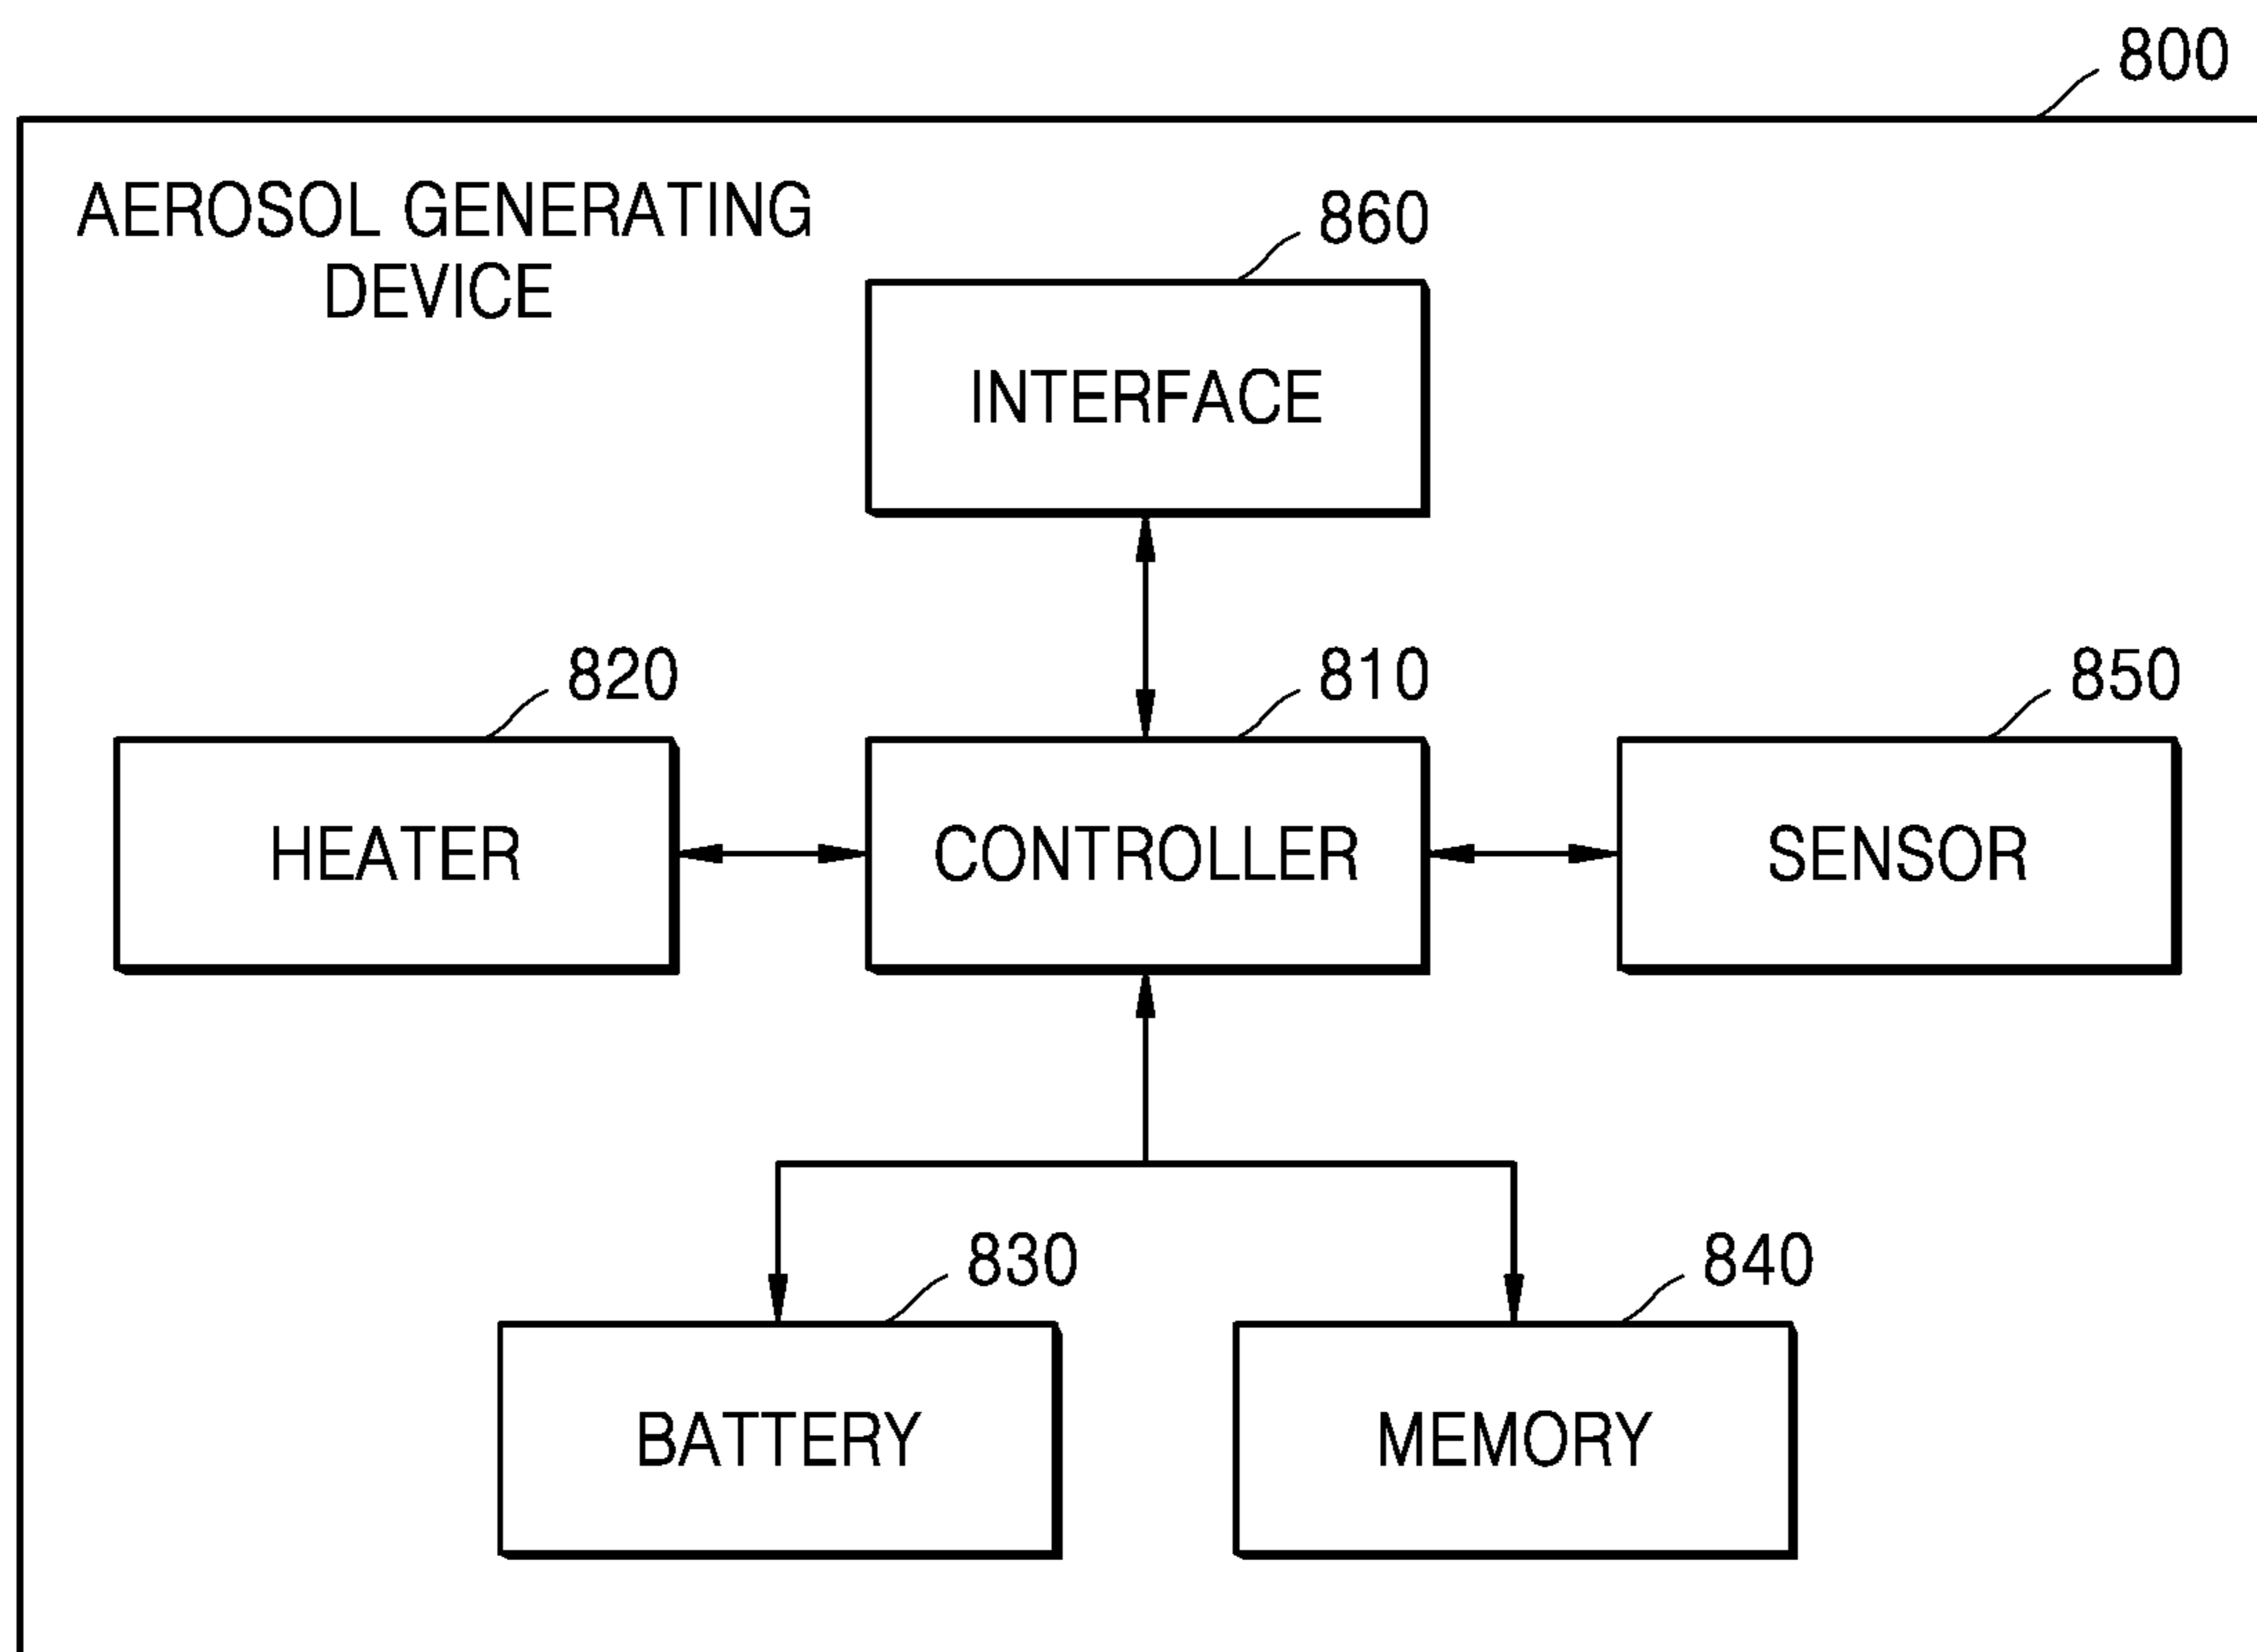 800
AEROSOL GENERATING
DEVICE
860
INTERFACE
820
810
850
HEATER
CONTROLLER
SENSOR
830
840
BATTERY
MEMORY